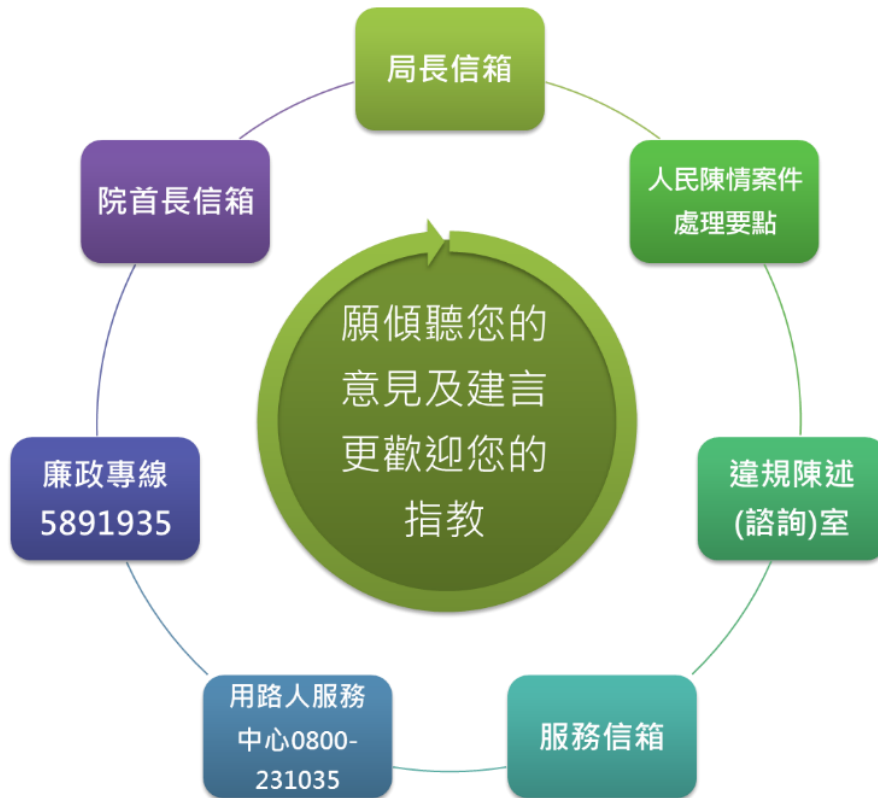 局長信箱
人民陳情案件
處理要點
違規陳述
(諮詢)室
服務信箱
用路人服務
中心0800-
231035
廉政專線
5891935
院首長信箱
願傾聽您的
意見及建言
更歡迎您的
指教